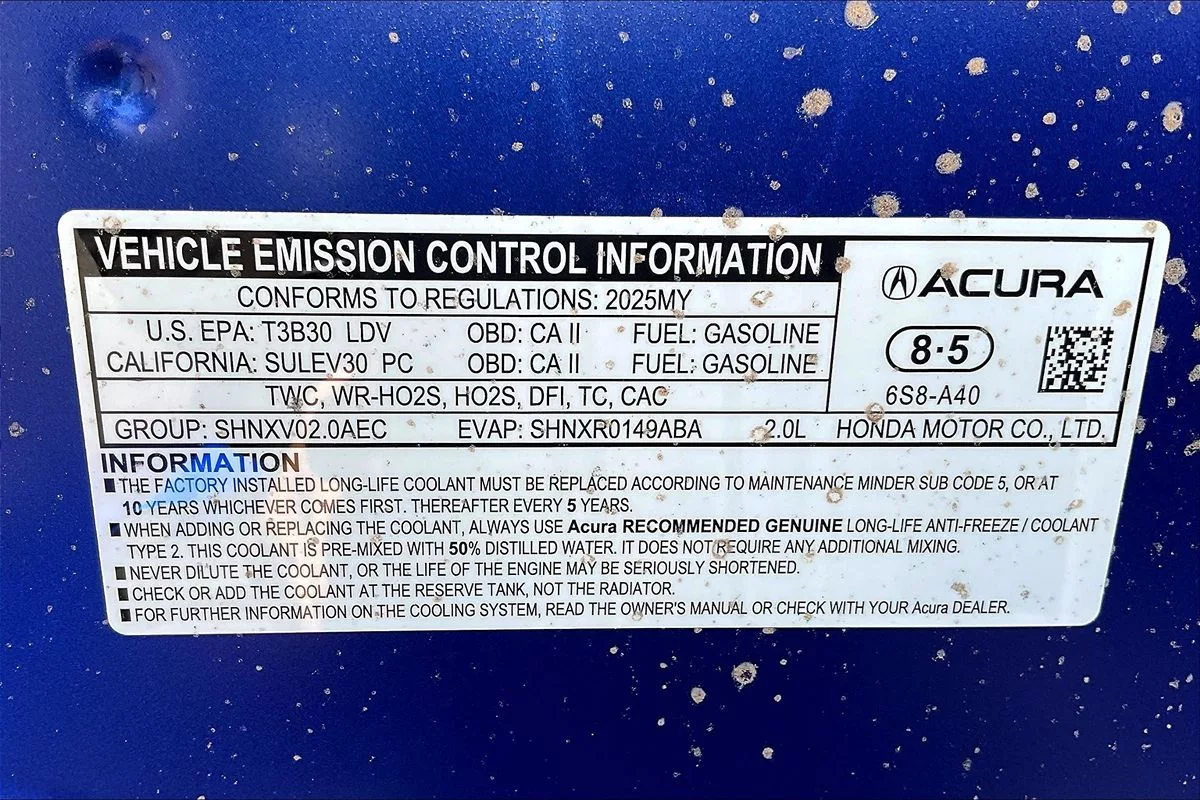 VEHICLE EMISSION CONTROL INFORMATION
CONFORMS TO REGULATIONS: 2025MY
U.S. EPA: T3B30 LDV OBD: CA II FUEL: GASOLINE
CALIFORNIA: SULEV30 PC OBD: CA II FUEL: GASOLINE
TWC, WR-HO2S, HO2S, DFI, TC, CAC
ACURA
8·5
6S8-A40
GROUP: SHNXV02.0AEC EVAP: SHNXR0149ABA 2.0L HONDA MOTOR CO., LTD.
INFORMATION
■ THE FACTORY INSTALLED LONG-LIFE COOLANT MUST BE REPLACED ACCORDING TO MAINTENANCE MINDER SUB CODE 5, OR AT
10 YEARS WHICHEVER COMES FIRST. THEREAFTER EVERY 5 YEARS.
■ WHEN ADDING OR REPLACING THE COOLANT, ALWAYS USE Acura RECOMMENDED GENUINE LONG-LIFE ANTI-FREEZE / COOLANT
TYPE 2. THIS COOLANT IS PRE-MIXED WITH 50% DISTILLED WATER. IT DOES NOT REQUIRE ANY ADDITIONAL MIXING.
■ NEVER DILUTE THE COOLANT, OR THE LIFE OF THE ENGINE MAY BE SERIOUSLY SHORTENED.
■ CHECK OR ADD THE COOLANT AT THE RESERVE TANK, NOT THE RADIATOR.
■ FOR FURTHER INFORMATION ON THE COOLING SYSTEM, READ THE OWNER'S MANUAL OR CHECK WITH YOUR Acura DEALER.